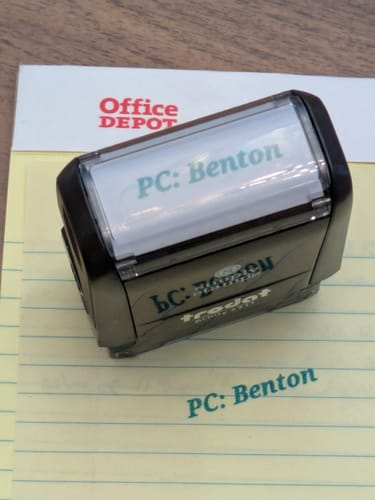 Office
DEPOT
PC: Benton
PC: Benton
trodat
PC: Benton